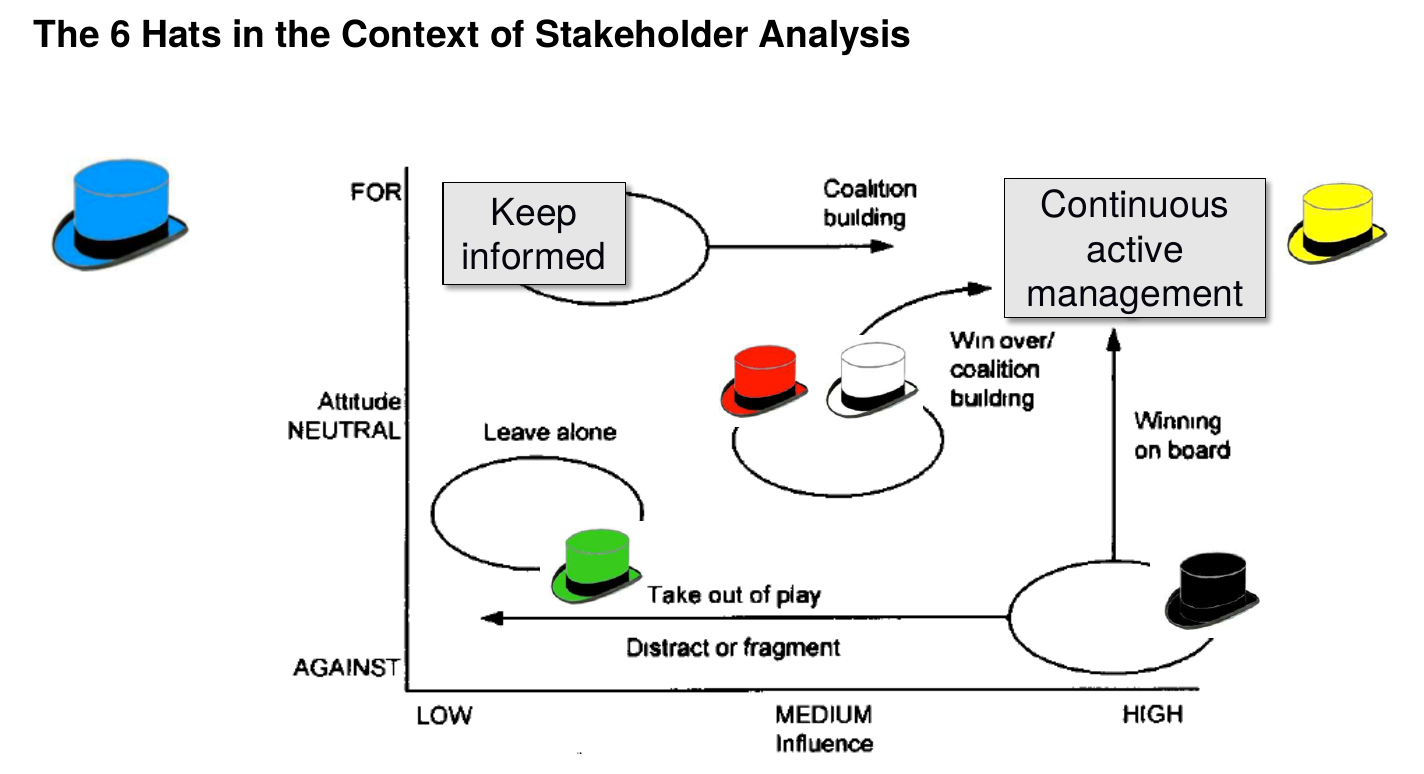 The 6 Hats in the Context of Stakeholder Analysis
FOR
Keep
informed
Coalition
building
Continuous
active
management
Win over/
coalition
building
Attitude
NEUTRAL
Leave alone
Winning
on board
Take out of play
Distract or fragment
AGAINST
LOW
MEDIUM
HIGH
Influence